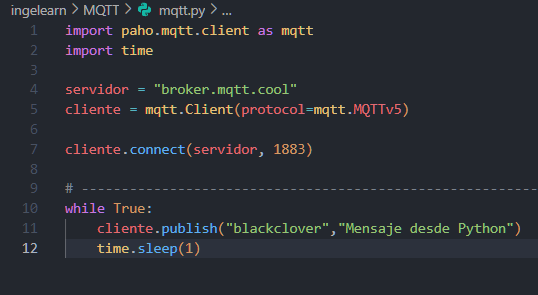 ingelearn > MQTT > mqtt.py > ...
1 import paho.mqtt.client as mqtt
2 import time
3
4 servidor = "broker.mqtt.cool"
5 cliente = mqtt.Client(protocol=mqtt.MQTTv5)
6
7 cliente.connect(servidor, 1883)
8
9 # ---------------------------------------------------------
10 while True:
11     cliente.publish("blackclover","Mensaje desde Python")
12     time.sleep(1)